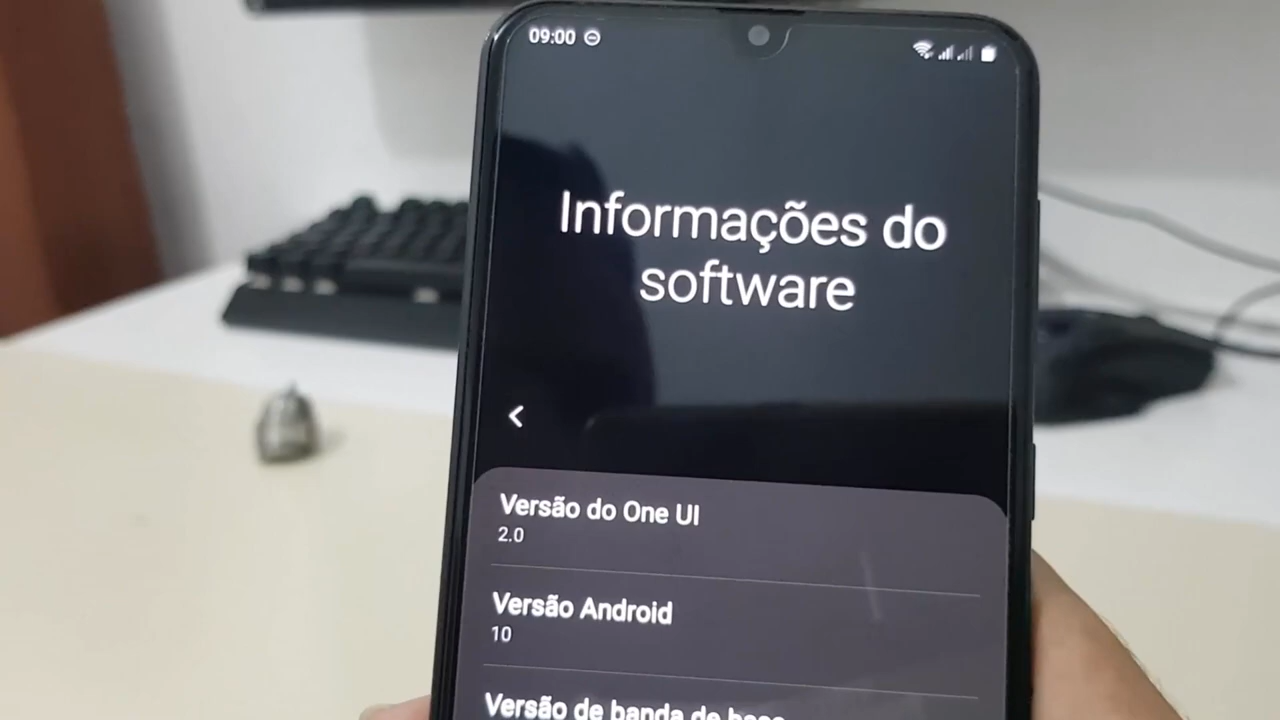 09:00
Informações do
software
Versão do One UI
2.0
Versão Android
10
Versão de banda de base